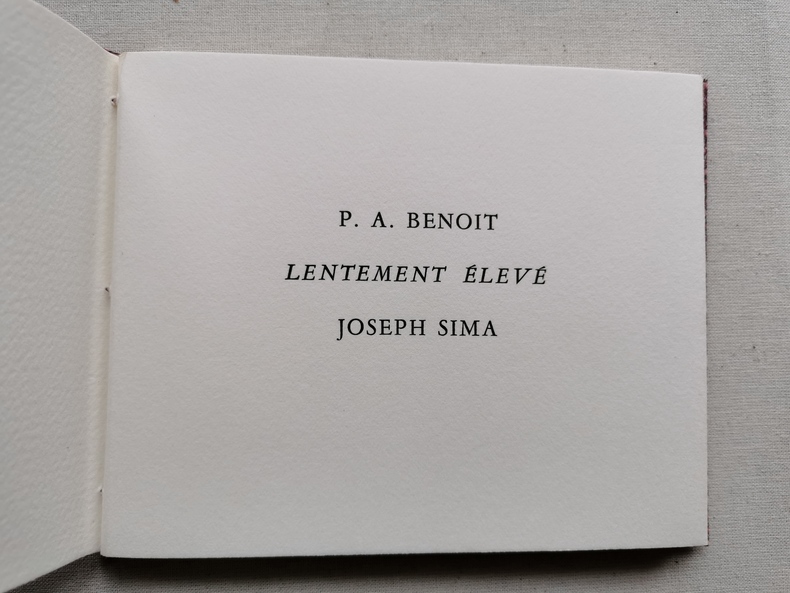 P. A. BENOIT
LENTEMENT ÉLEVÉ
JOSEPH SIMA